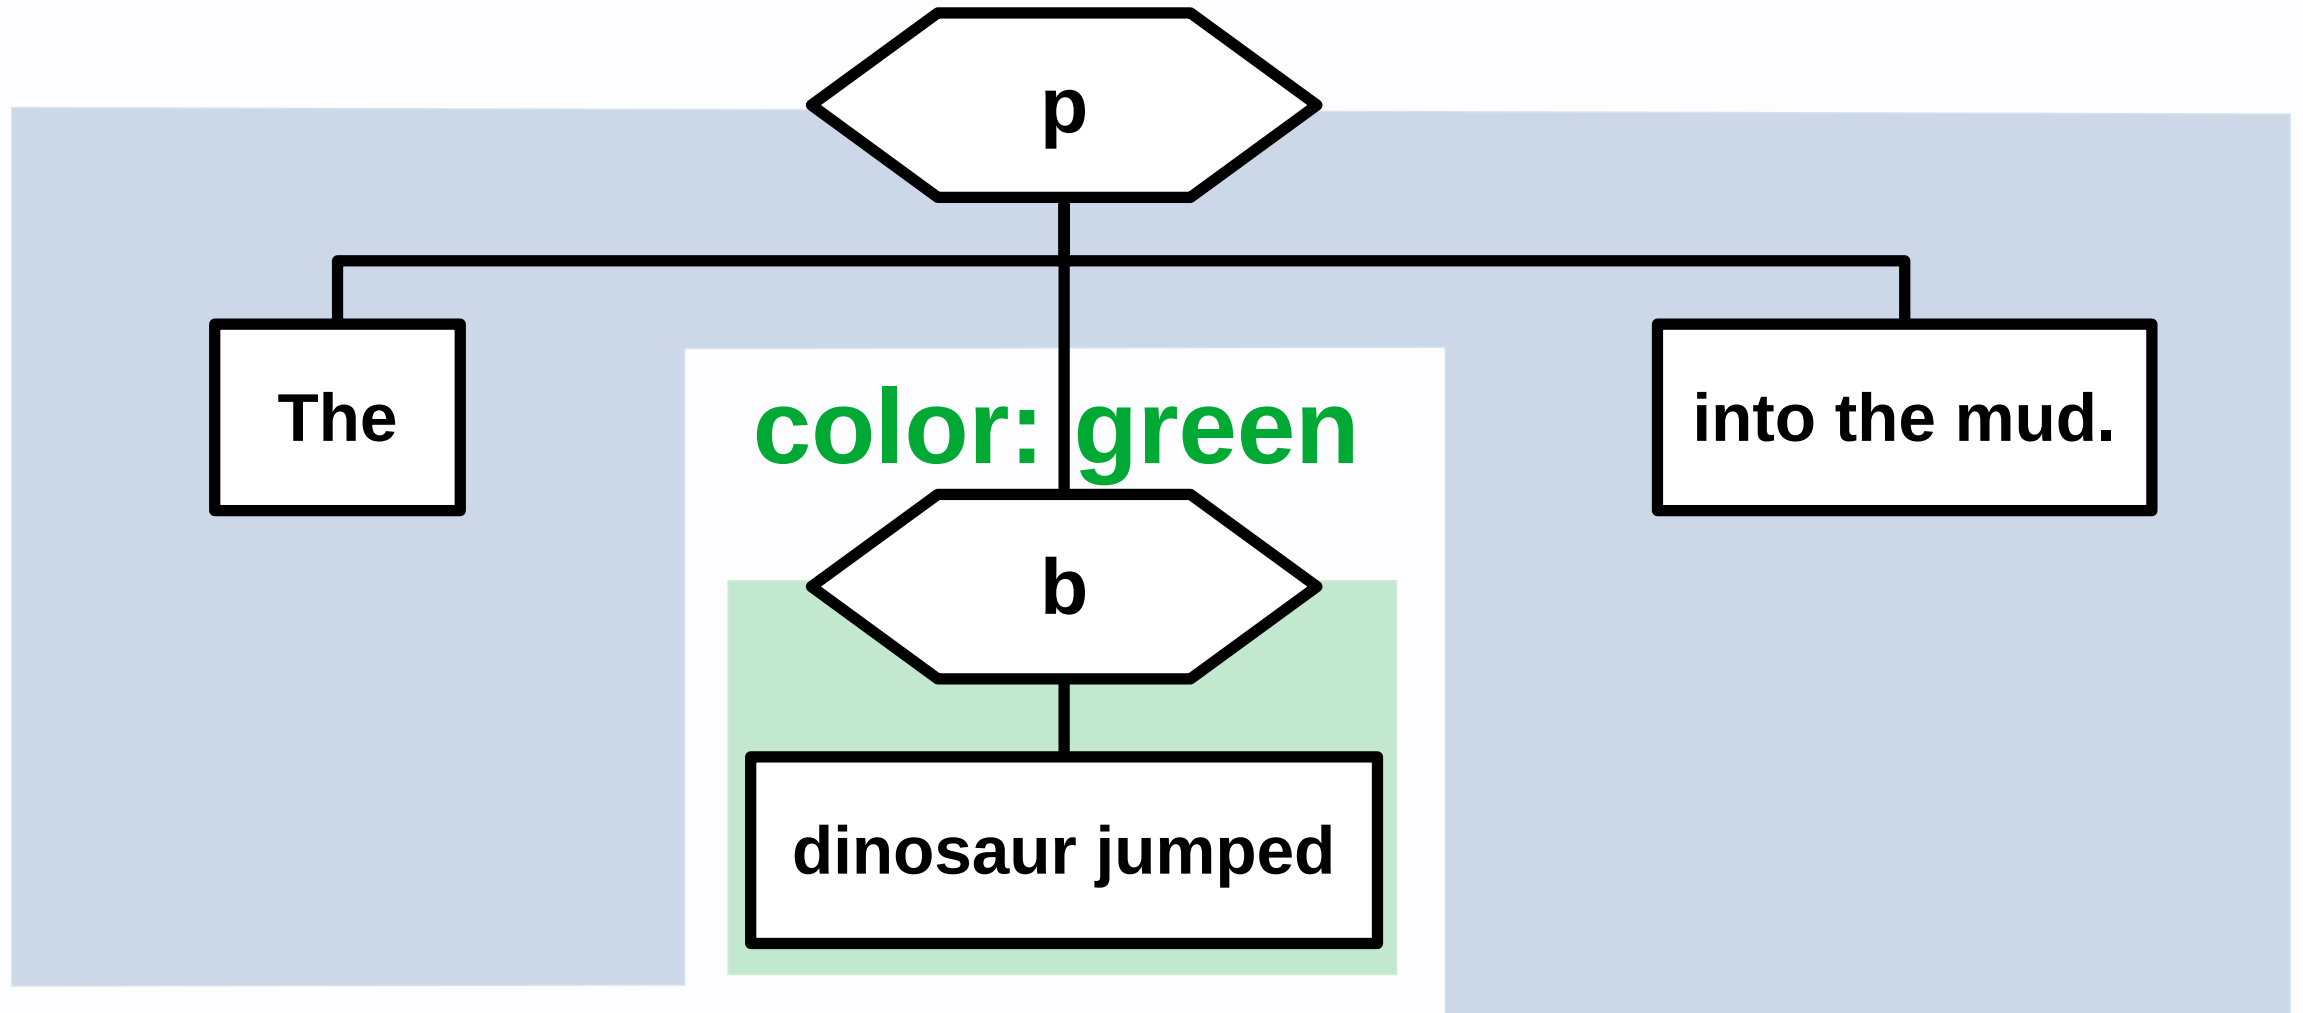 p
The
into the mud.
color: green
b
dinosaur jumped